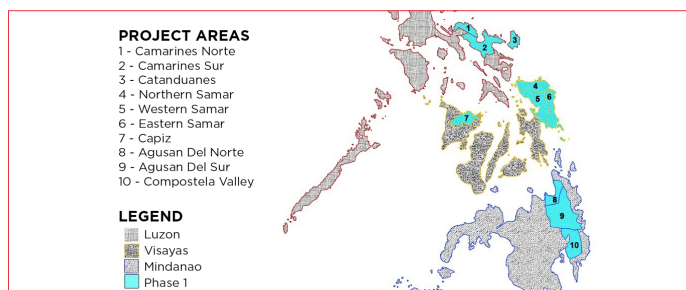 PROJECT AREAS
1 - Camarines Norte
2 - Camarines Sur
3 - Catanduanes
4 - Northern Samar
5 - Western Samar
6 - Eastern Samar
7 - Capiz
8 - Agusan Del Norte
9 - Agusan Del Sur
10 - Compostela Valley
LEGEND
Luzon
Visayas
Mindanao
Phase 1
1
2
3
4
5
6
7
8
9
10